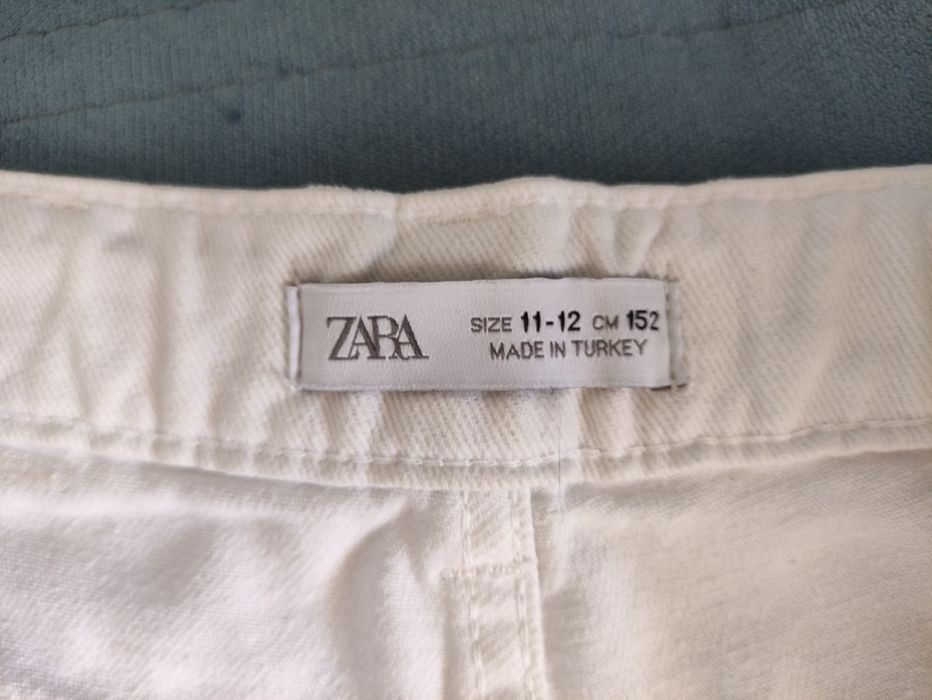 ZARA
SIZE 11-12 CM 152
MADE IN TURKEY